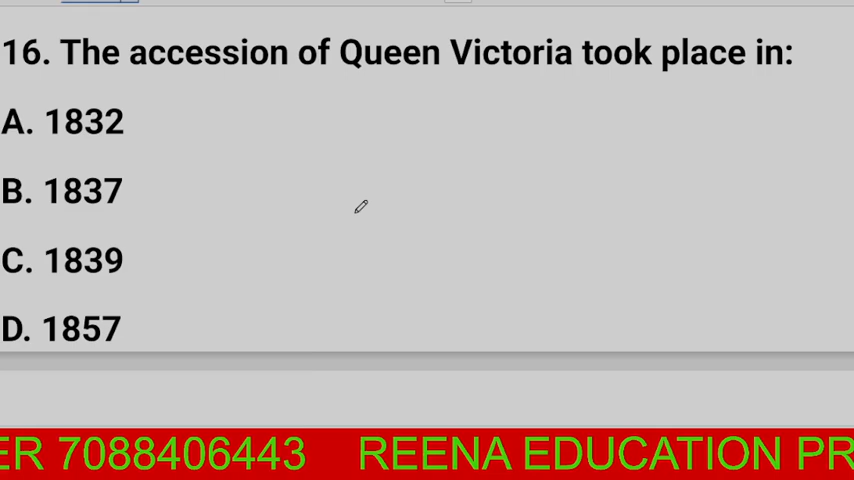 16. The accession of Queen Victoria took place in:
A. 1832
B. 1837
C. 1839
D. 1857
ER 7088406443 REENA EDUCATION PR